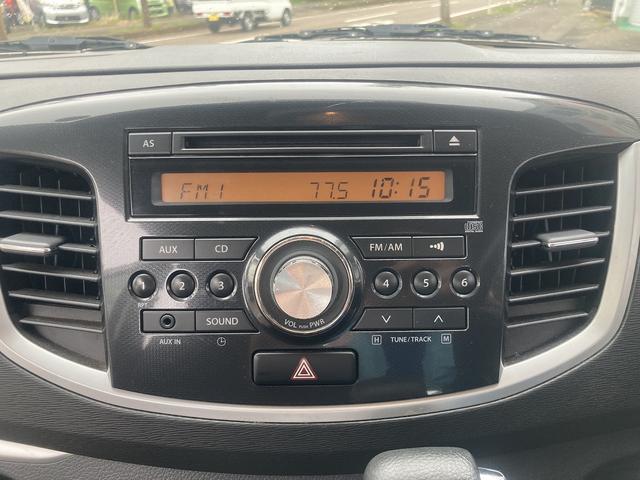 AS
FM1 77.5 10:15
AUX CD FM/AM
1 2 3 4 5 6
RPT
SOUND
VOL PUSH PWR
AUX IN
H TUNE/TRACK M